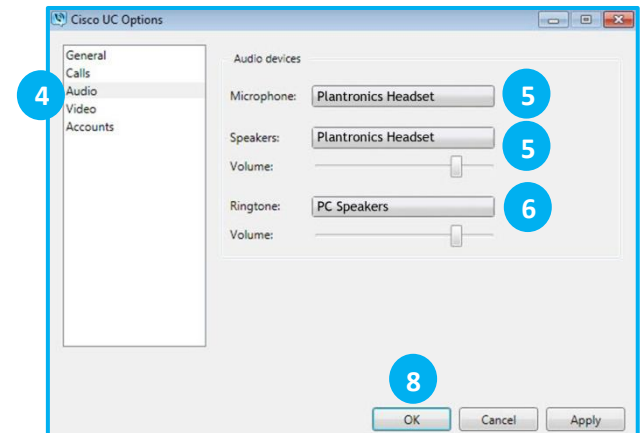 Cisco UC Options
General
Calls
4 Audio
Video
Accounts
Audio devices
Microphone: Plantronics Headset 5
Speakers: Plantronics Headset 5
Volume:
Ringtone: PC Speakers 6
Volume:
8
OK Cancel Apply